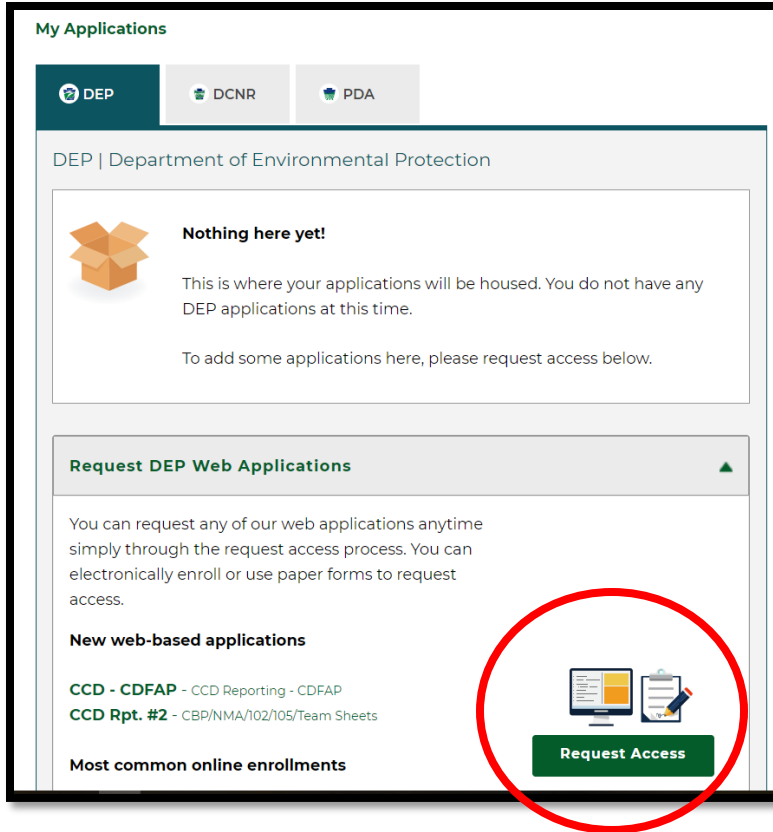 My Applications
DEP
DCNR
PDA
DEP | Department of Environmental Protection
Nothing here yet!
This is where your applications will be housed. You do not have any
DEP applications at this time.
To add some applications here, please request access below.
Request DEP Web Applications
You can request any of our web applications anytime
simply through the request access process. You can
electronically enroll or use paper forms to request
access.
New web-based applications
CCD - CDFAP - CCD Reporting - CDFAP
CCD Rpt. #2 - CBP/NMA/102/105/Team Sheets
Request Access
Most common online enrollments